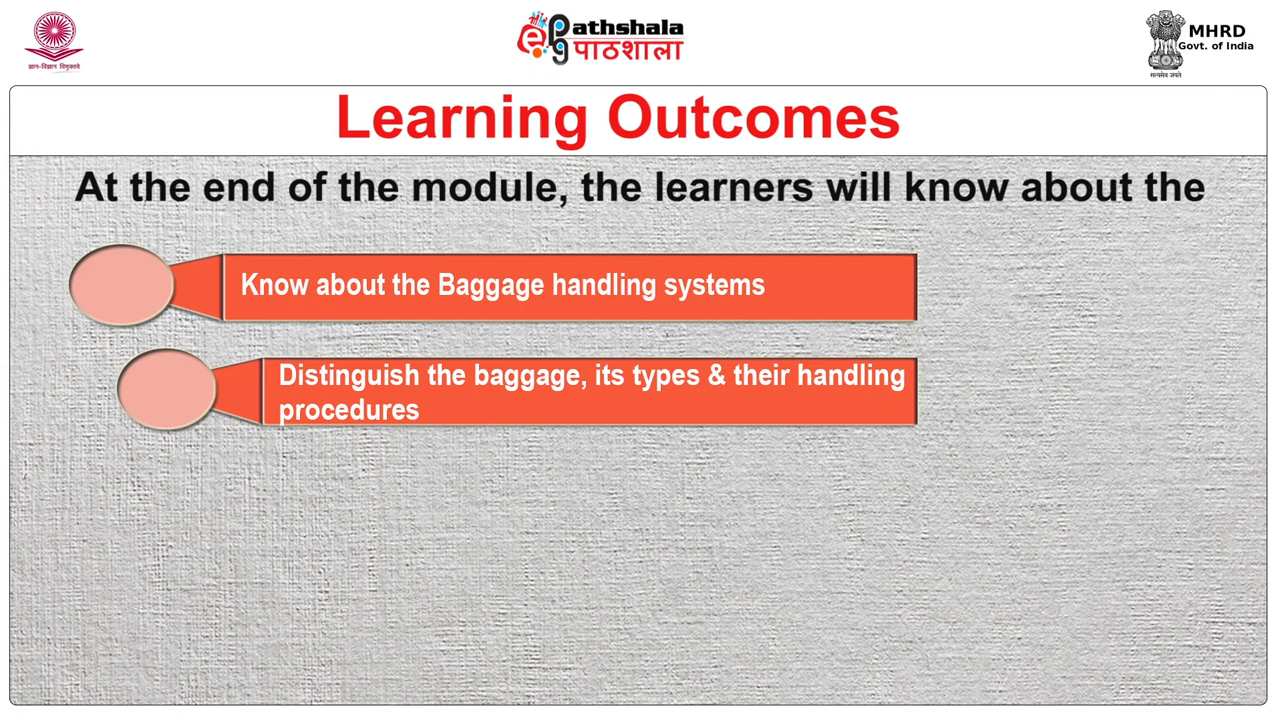 ज्ञान-विज्ञान विमुक्तये
ePG Pathshala
पाठशाला
MHRD
Govt. of India
सत्यमेव जयते
Learning Outcomes
At the end of the module, the learners will know about the
Know about the Baggage handling systems
Distinguish the baggage, its types & their handling
procedures